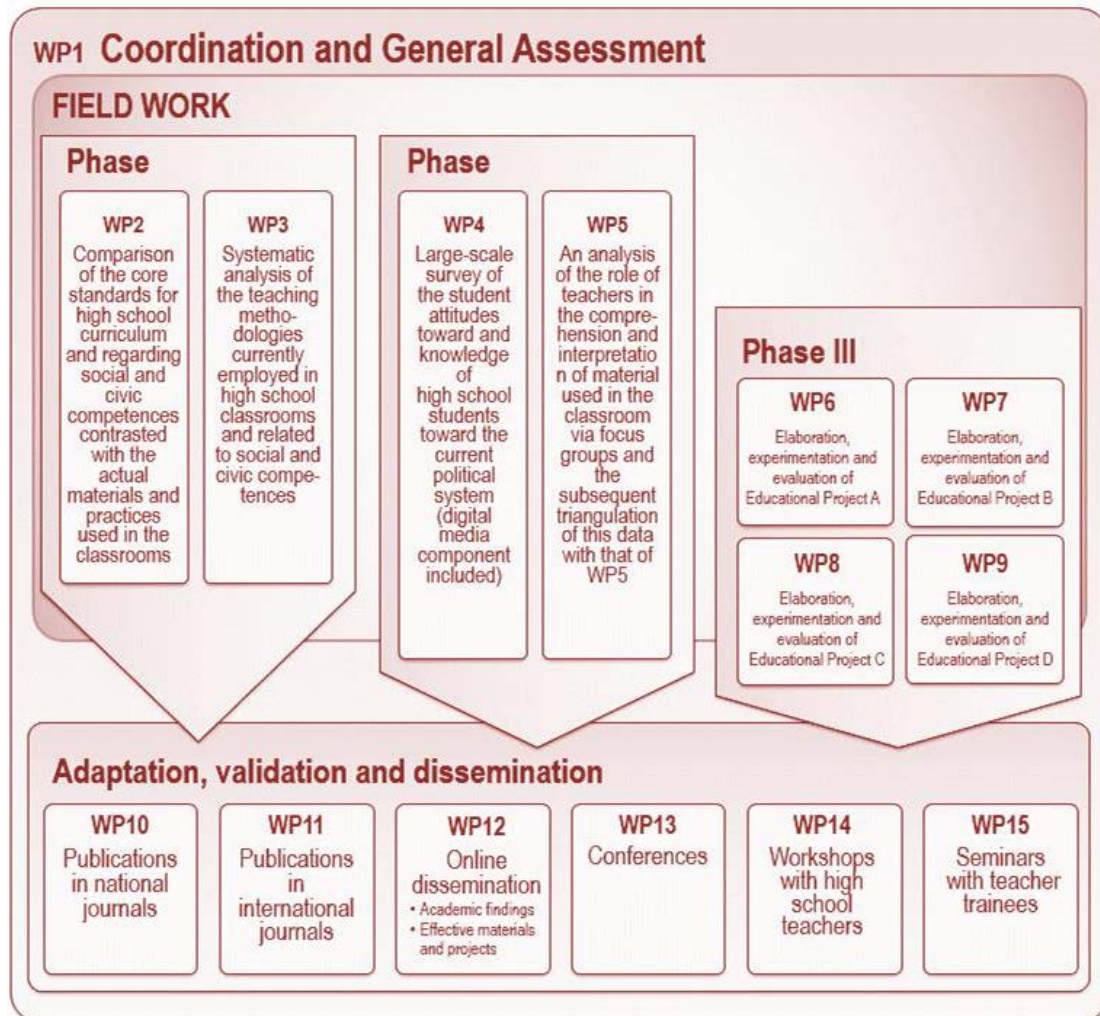 WP1 Coordination and General Assessment
FIELD WORK
Phase
WP2
Comparison
of the core
standards for
high school
curriculum
and regarding
social and
civic
competences
contrasted
with the
actual
materials and
practices
used in the
classrooms
WP3
Systematic
analysis of
the teaching
metho-
dologies
currently
employed in
high school
classrooms
and related
to social and
civic compe-
tences
Phase
WP4
Large-scale
survey of
the student
attitudes
toward and
knowledge
of
high school
students
toward the
current
political
system
(digital
media
component
included)
WP5
An analysis
of the role of
teachers in
the compre-
hension and
interpretatio
n of material
used in the
classroom
via focus
groups and
the
subsequent
triangulation
of this data
with that of
WP5
Phase III
WP6
Elaboration,
experimentation and
evaluation of
Educational Project A
WP7
Elaboration,
experimentation and
evaluation of
Educational Project B
WP8
Elaboration,
experimentation and
evaluation of
Educational Project C
WP9
Elaboration,
experimentation and
evaluation of
Educational Project D
Adaptation, validation and dissemination
WP10
Publications
in national
journals
WP11
Publications
in
international
journals
WP12
Online
dissemination
• Academic findings
• Effective materials
and projects
WP13
Conferences
WP14
Workshops
with high
school
teachers
WP15
Seminars
with teacher
trainees